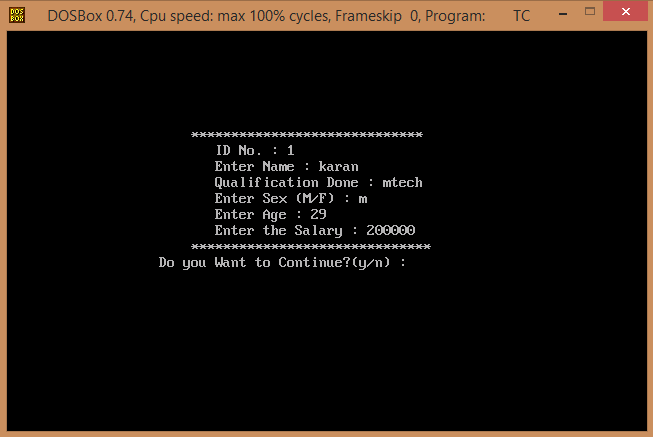 DOS
BOX
DOSBox 0.74, Cpu speed: max 100% cycles, Frameskip 0, Program: TC
*****************************
ID No. : 1
Enter Name : karan
Qualification Done : mtech
Enter Sex (M/F) : m
Enter Age : 29
Enter the Salary : 200000
******************************
Do you Want to Continue?(y/n) :